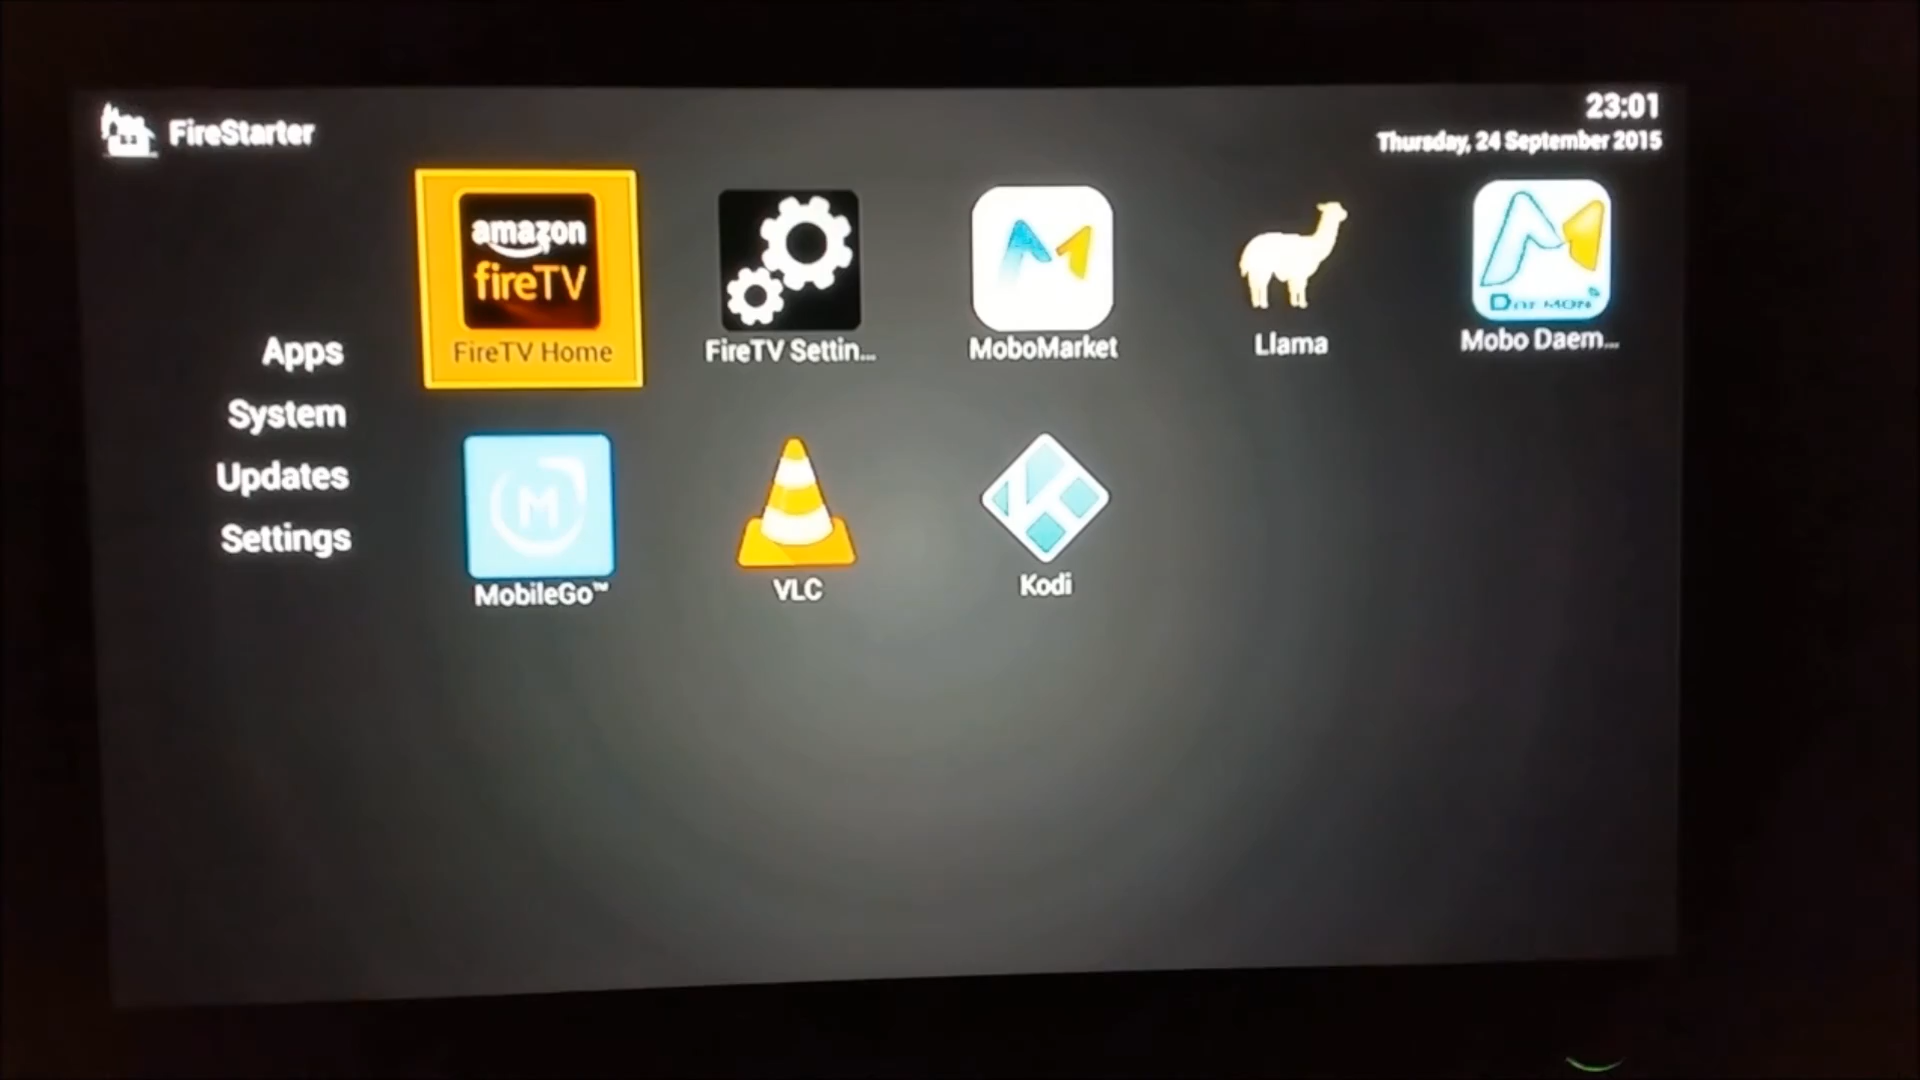 FireStarter
23:01
Thursday, 24 September 2015
Apps
System
Updates
Settings
amazon
fireTV
FireTV Home
FireTV Settin...
MoboMarket
Llama
DAEMON
Mobo Daem...
M
MobileGo™
VLC
Kodi